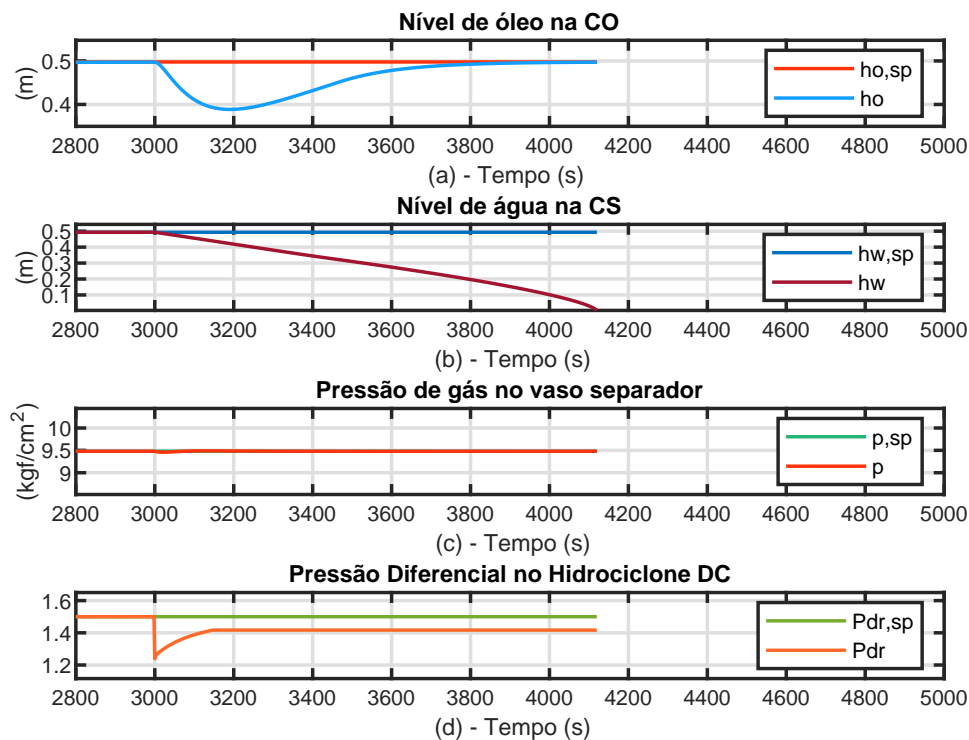 Nível de óleo na CO
0.5
0.4
(m)
ho,sp
ho
2800 3000 3200 3400 3600 3800 4000 4200 4400 4600 4800 5000
(a) - Tempo (s)
Nível de água na CS
0.5
0.4
0.3
0.2
0.1
(m)
hw,sp
hw
2800 3000 3200 3400 3600 3800 4000 4200 4400 4600 4800 5000
(b) - Tempo (s)
Pressão de gás no vaso separador
10
9.5
9
(kgf/cm²)
p,sp
p
2800 3000 3200 3400 3600 3800 4000 4200 4400 4600 4800 5000
(c) - Tempo (s)
Pressão Diferencial no Hidrociclone DC
1.6
1.4
1.2
Pdr,sp
Pdr
2800 3000 3200 3400 3600 3800 4000 4200 4400 4600 4800 5000
(d) - Tempo (s)